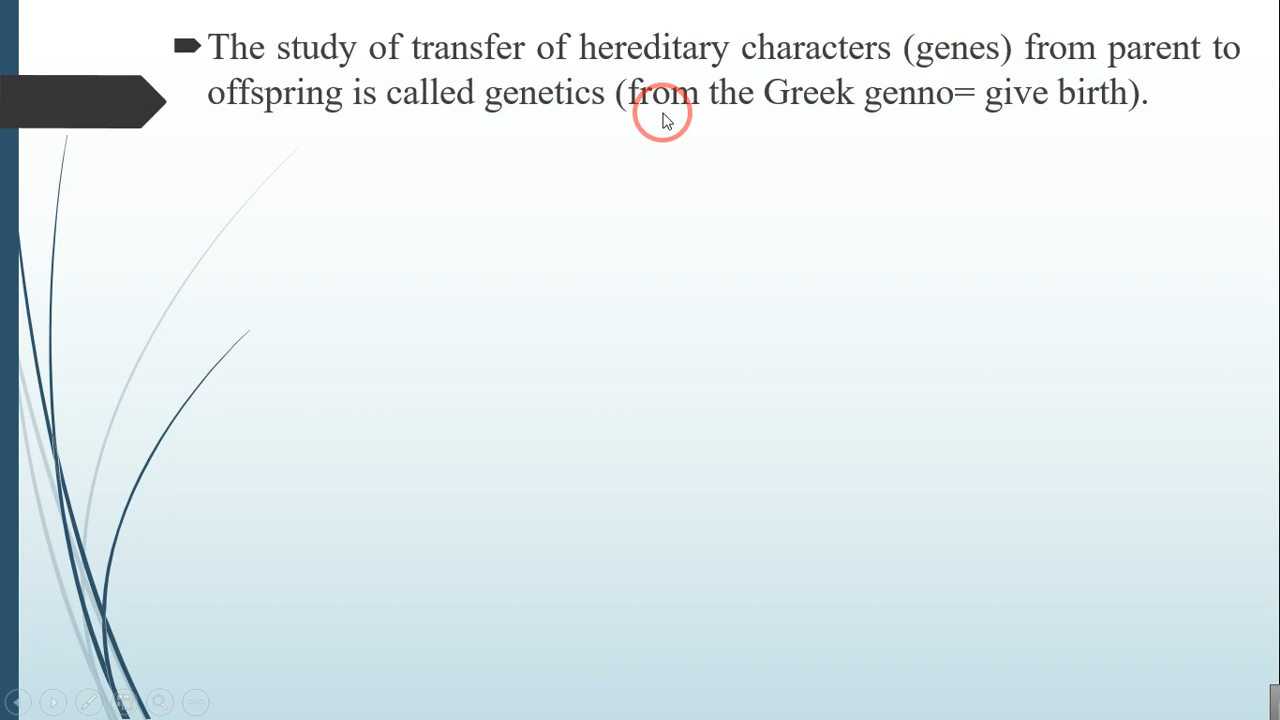 The study of transfer of hereditary characters (genes) from parent to
offspring is called genetics (from the Greek genno= give birth).